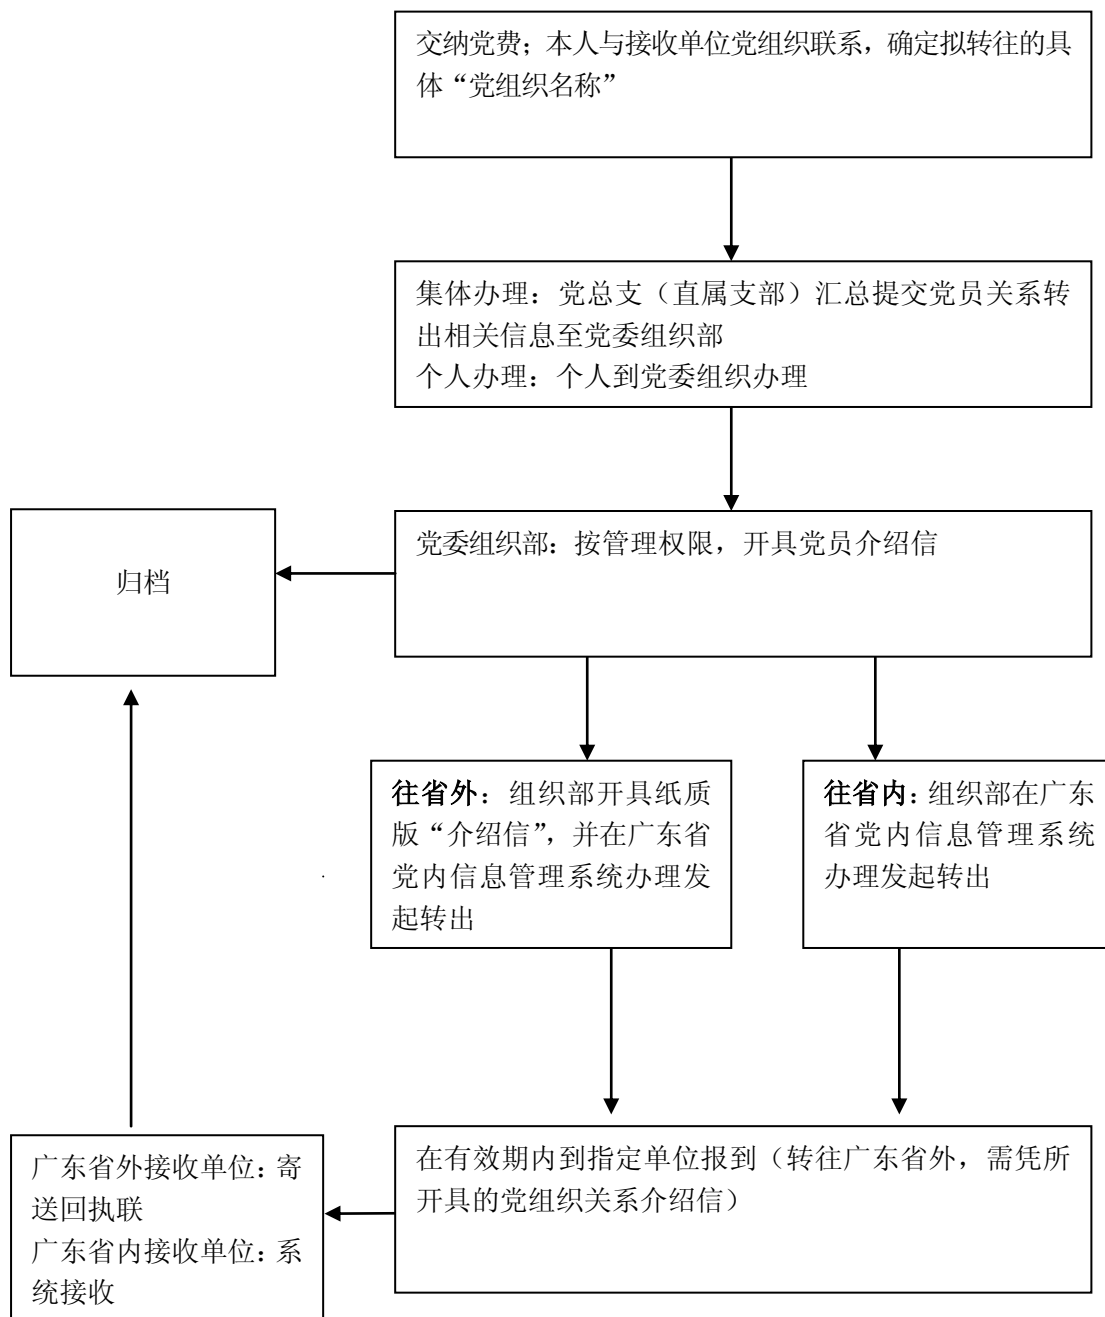 交纳党费；本人与接收单位党组织联系，确定拟转往的具
体“党组织名称”
集体办理：党总支（直属支部）汇总提交党员关系转
出相关信息至党委组织部
个人办理：个人到党委组织办理
党委组织部：按管理权限，开具党员介绍信
归档
往省外：组织部开具纸质
版“介绍信”，并在广东省
党内信息管理系统办理发
起转出
往省内：组织部在广东
省党内信息管理系统
办理发起转出
在有效期内到指定单位报到（转往广东省外，需凭所
开具的党组织关系介绍信）
广东省外接收单位：寄
送回执联
广东省内接收单位：系
统接收